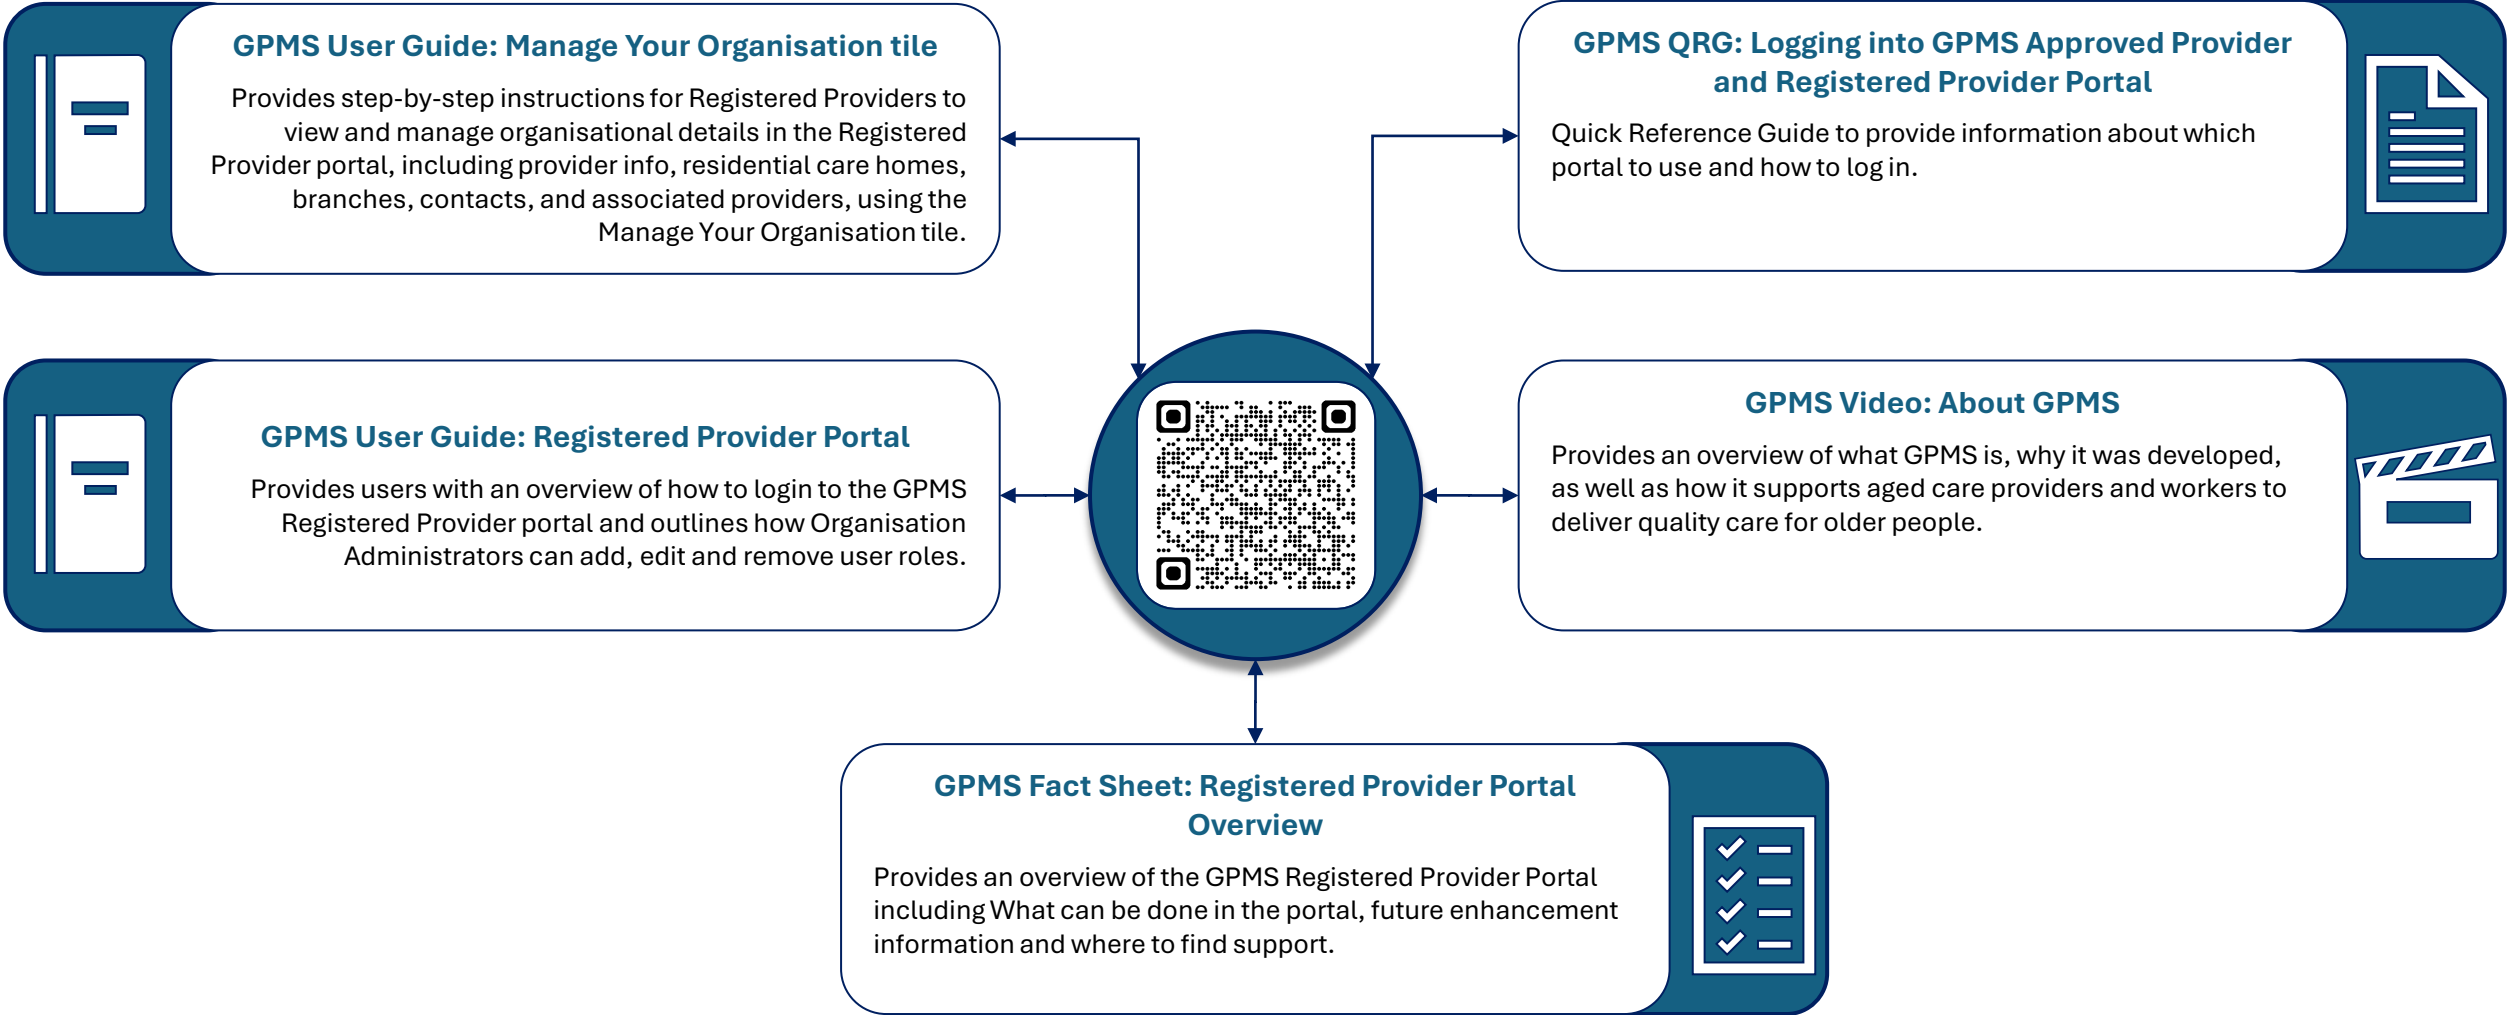 GPMS User Guide: Manage Your Organisation tile
Provides step-by-step instructions for Registered Providers to
view and manage organisational details in the Registered
Provider portal, including provider info, residential care homes,
branches, contacts, and associated providers, using the
Manage Your Organisation tile.
GPMS QRG: Logging into GPMS Approved Provider
and Registered Provider Portal
Quick Reference Guide to provide information about which
portal to use and how to log in.
GPMS User Guide: Registered Provider Portal
Provides users with an overview of how to login to the GPMS
Registered Provider portal and outlines how Organisation
Administrators can add, edit and remove user roles.
GPMS Video: About GPMS
Provides an overview of what GPMS is, why it was developed,
as well as how it supports aged care providers and workers to
deliver quality care for older people.
GPMS Fact Sheet: Registered Provider Portal
Overview
Provides an overview of the GPMS Registered Provider Portal
including What can be done in the portal, future enhancement
information and where to find support.